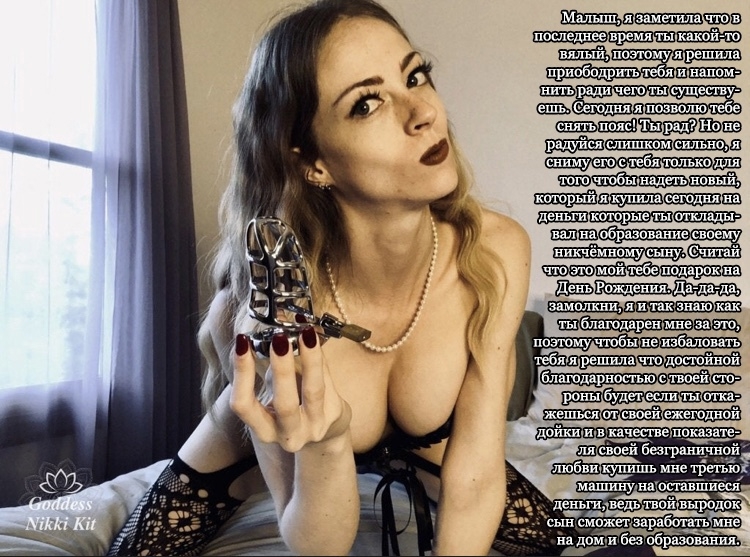 Малыш, я заметила что в
последнее время ты какой-то
вялый, поэтому я решила
приободрить тебя и напом-
нить ради чего ты существу-
ешь. Сегодня я позволю тебе
снять пояс! Ты рад? Но не
радуйся слишком сильно, я
сниму его с тебя только для
того чтобы надеть новый,
который я купила сегодня на
деньги которые ты отклады-
вал на образование своему
никчёмному сыну. Считай
что это мой тебе подарок на
День Рождения. Да-да-да,
замолкни, я и так знаю как
ты благодарен мне за это,
поэтому чтобы не избаловать
тебя я решила что достойной
благодарностью с твоей сто-
роны будет если ты отка-
жешься от своей ежегодной
дойки и в качестве показате-
ля своей безграничной
любви купишь мне третью
машину на оставшиеся
деньги, ведь твой выродок
сын сможет заработать мне
на дом и без образования.
Goddess
Nikki Kit